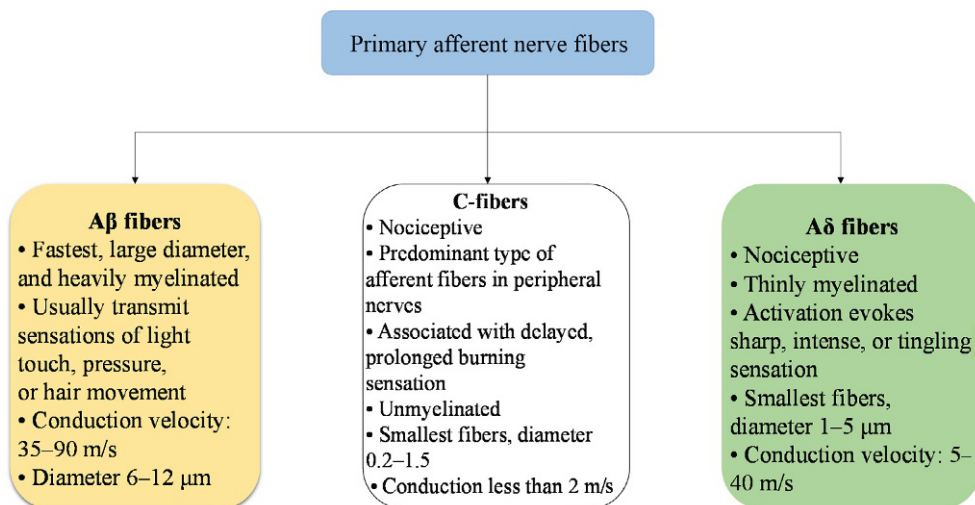 Primary afferent nerve fibers
Aβ fibers
• Fastest, large diameter,
and heavily myelinated
• Usually transmit
sensations of light
touch, pressure,
or hair movement
• Conduction velocity:
35–90 m/s
• Diameter 6–12 μm
C-fibers
• Nociceptive
• Predominant type of
afferent fibers in peripheral
nerves
• Associated with delayed,
prolonged burning
sensation
• Unmyelinated
• Smallest fibers, diameter
0.2–1.5
• Conduction less than 2 m/s
Aδ fibers
• Nociceptive
• Thinly myelinated
• Activation evokes
sharp, intense, or tingling
sensation
• Smallest fibers,
diameter 1–5 μm
• Conduction velocity: 5–
40 m/s